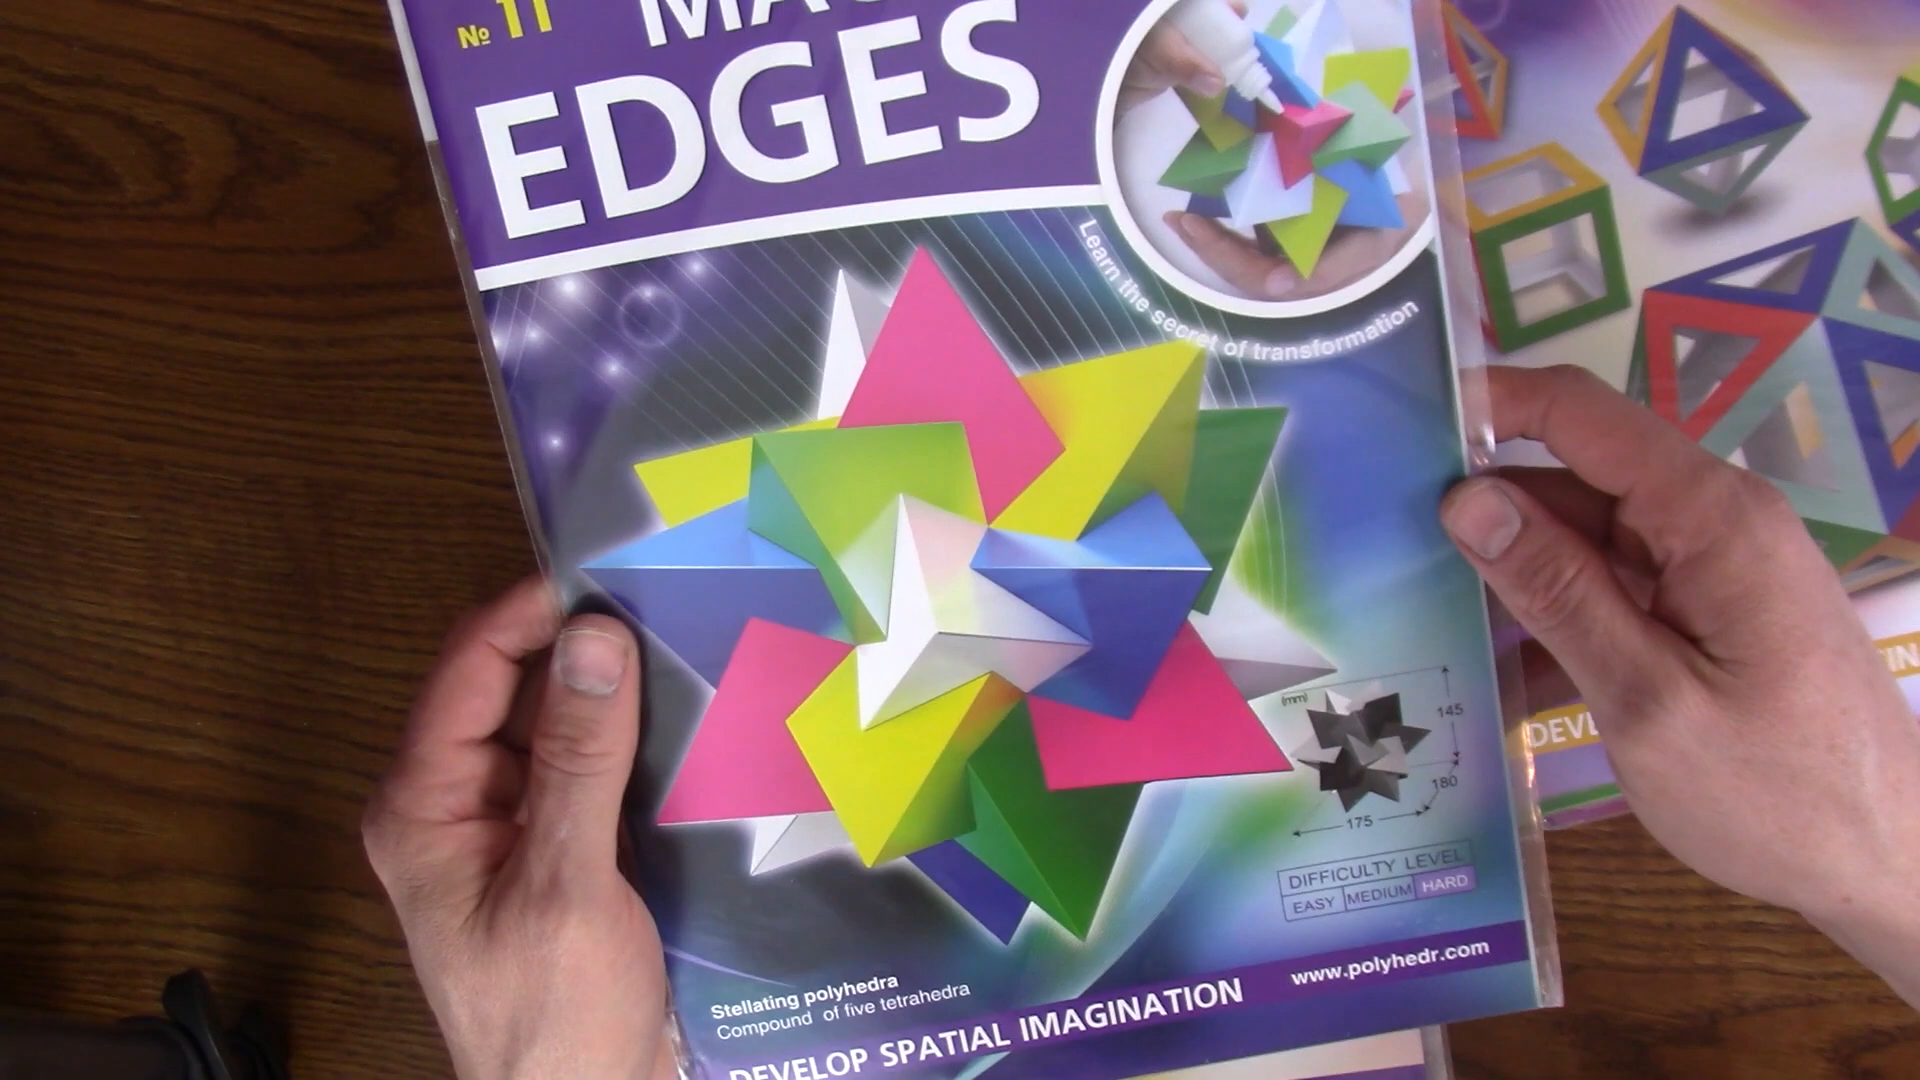 № 11
EDGES
Learn the secret of transformation
(mm)
145
180
175
DIFFICULTY LEVEL
EASY MEDIUM HARD
www.polyhedr.com
Stellating polyhedra
Compound of five tetrahedra
DEVELOP SPATIAL IMAGINATION